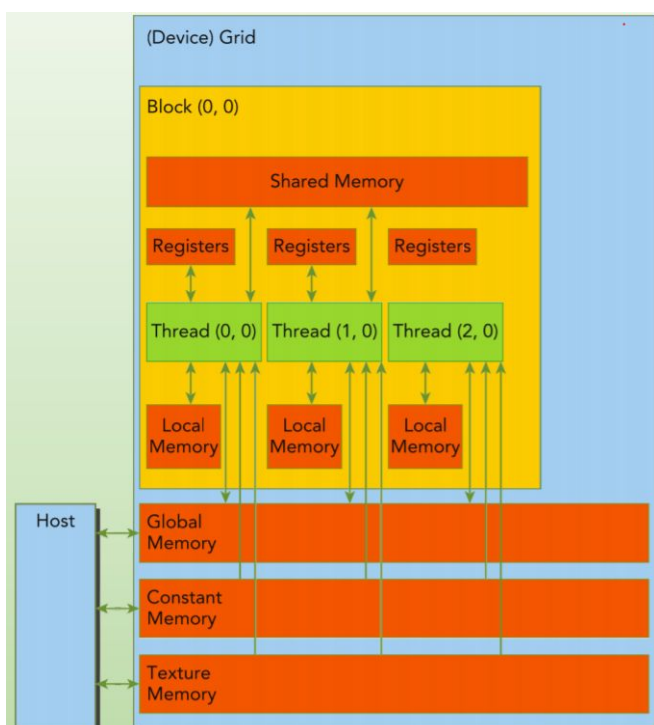 (Device) Grid
Block (0, 0)
Shared Memory
Registers
Registers
Registers
Thread (0, 0)
Thread (1, 0)
Thread (2, 0)
Local
Memory
Local
Memory
Local
Memory
Host
Global
Memory
Constant
Memory
Texture
Memory